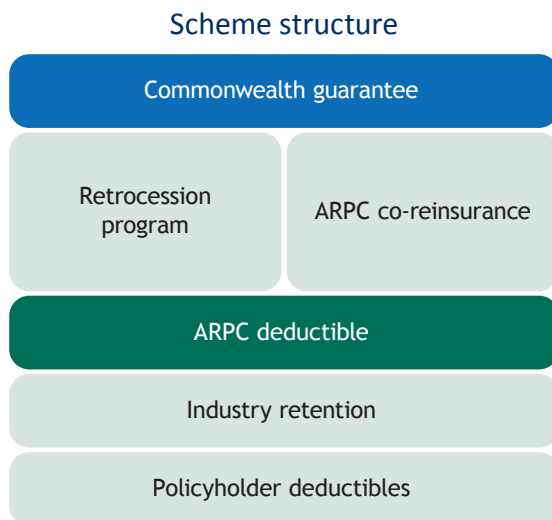 Scheme structure
Commonwealth guarantee
Retrocession
program
ARPC co-reinsurance
ARPC deductible
Industry retention
Policyholder deductibles